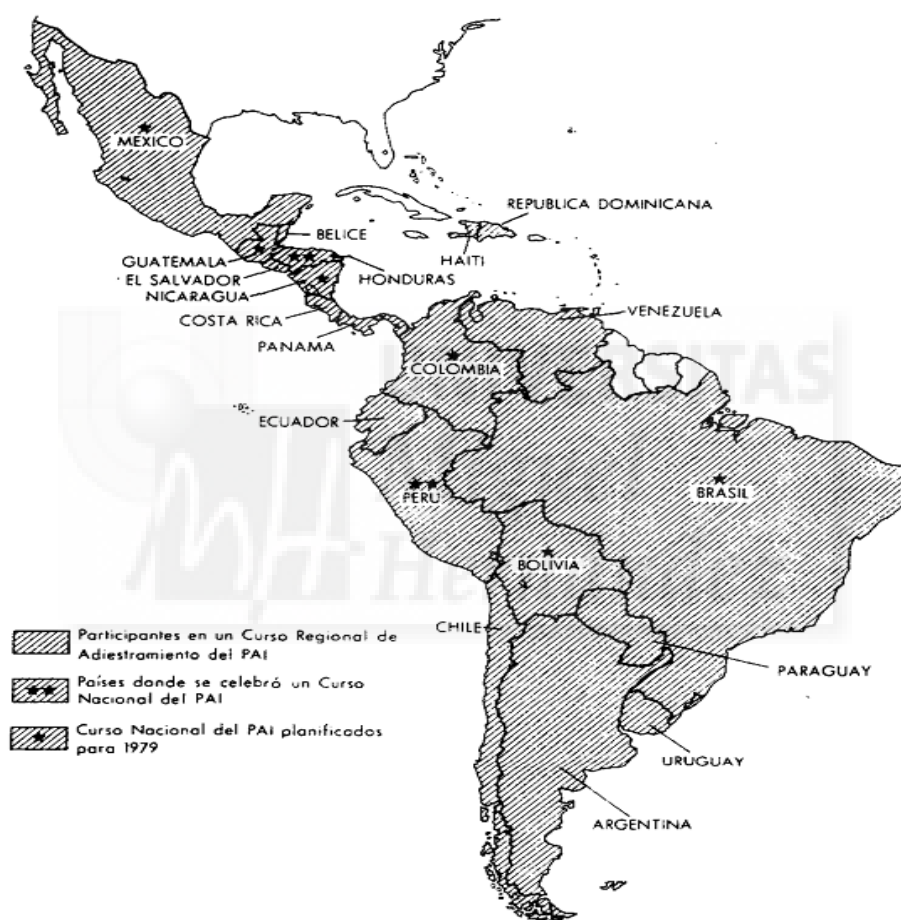 MEXICO
REPUBLICA DOMINICANA
BELICE
HAITI
GUATEMALA
HONDURAS
EL SALVADOR
NICARAGUA
COSTA RICA
VENEZUELA
PANAMA
COLOMBIA
ECUADOR
PERU
BRASIL
BOLIVIA
CHILE
Participantes en un Curso Regional de
Adiestramiento del PAI
PARAGUAY
Países donde se celebró un Curso
Nacional del PAI
Curso Nacional del PAI planificados
para 1979
URUGUAY
ARGENTINA